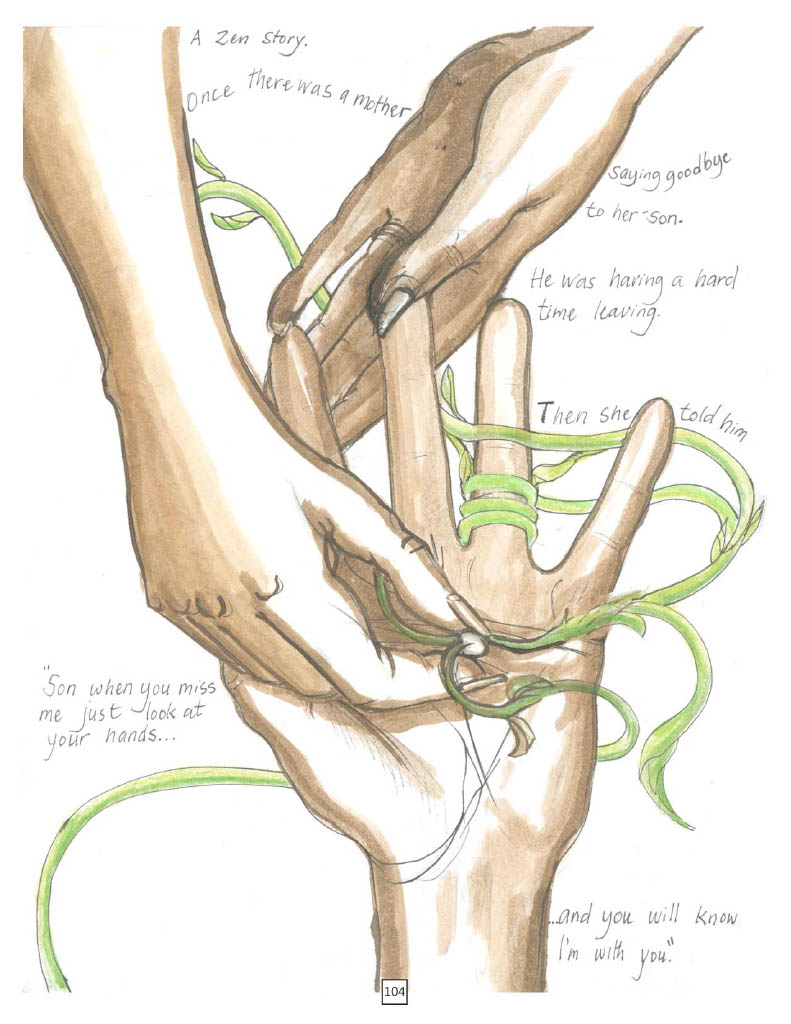 A Zen story.
Once there was a mother
saying goodbye
to her son.
He was having a hard
time leaving.
Then she told him
"Son when you miss
me just look at
your hands...
...and you will know
I'm with you."
104